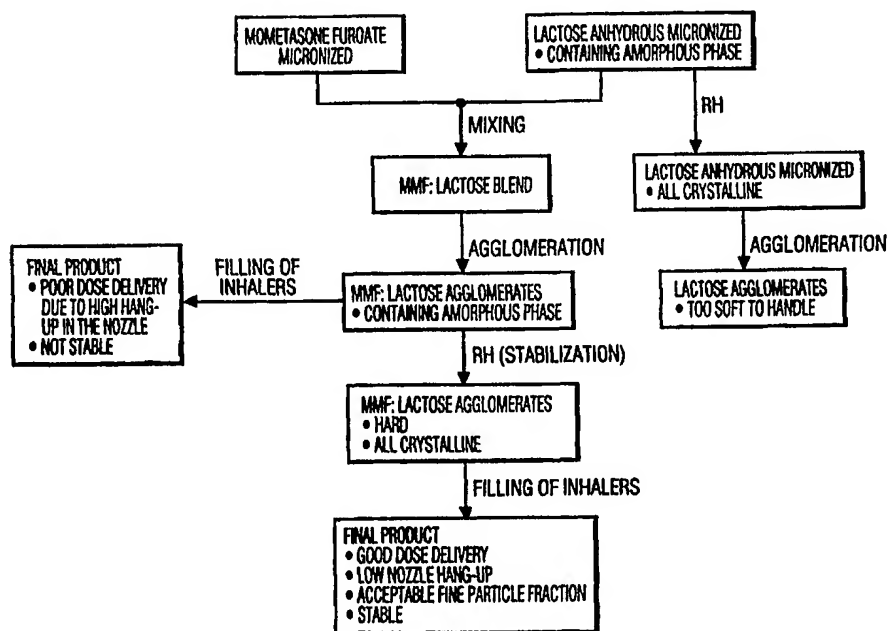 MOMETASONE FUROATE
MICRONIZED
LACTOSE ANHYDROUS MICRONIZED
• CONTAINING AMORPHOUS PHASE
MIXING
RH
MMF: LACTOSE BLEND
LACTOSE ANHYDROUS MICRONIZED
• ALL CRYSTALLINE
AGGLOMERATION
AGGLOMERATION
FINAL PRODUCT
• POOR DOSE DELIVERY
DUE TO HIGH HANG-
UP IN THE NOZZLE
• NOT STABLE
FILLING OF
INHALERS
MMF: LACTOSE AGGLOMERATES
• CONTAINING AMORPHOUS PHASE
LACTOSE AGGLOMERATES
• TOO SOFT TO HANDLE
RH (STABILIZATION)
MMF: LACTOSE AGGLOMERATES
• HARD
• ALL CRYSTALLINE
FILLING OF INHALERS
FINAL PRODUCT
• GOOD DOSE DELIVERY
• LOW NOZZLE HANG-UP
• ACCEPTABLE FINE PARTICLE FRACTION
• STABLE